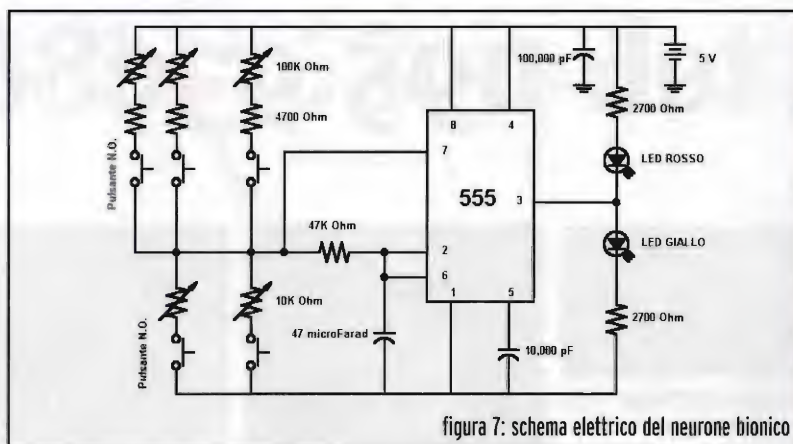 100K Ohm
4700 Ohm
Pulsante N.O.
100,000 pF
5 V
2700 Ohm
LED ROSSO
8
4
7
555
3
47K Ohm
2
6
LED GIALLO
1
5
10K Ohm
Pulsante N.O.
47 microFarad
10,000 pF
2700 Ohm
figura 7: schema elettrico del neurone bionico